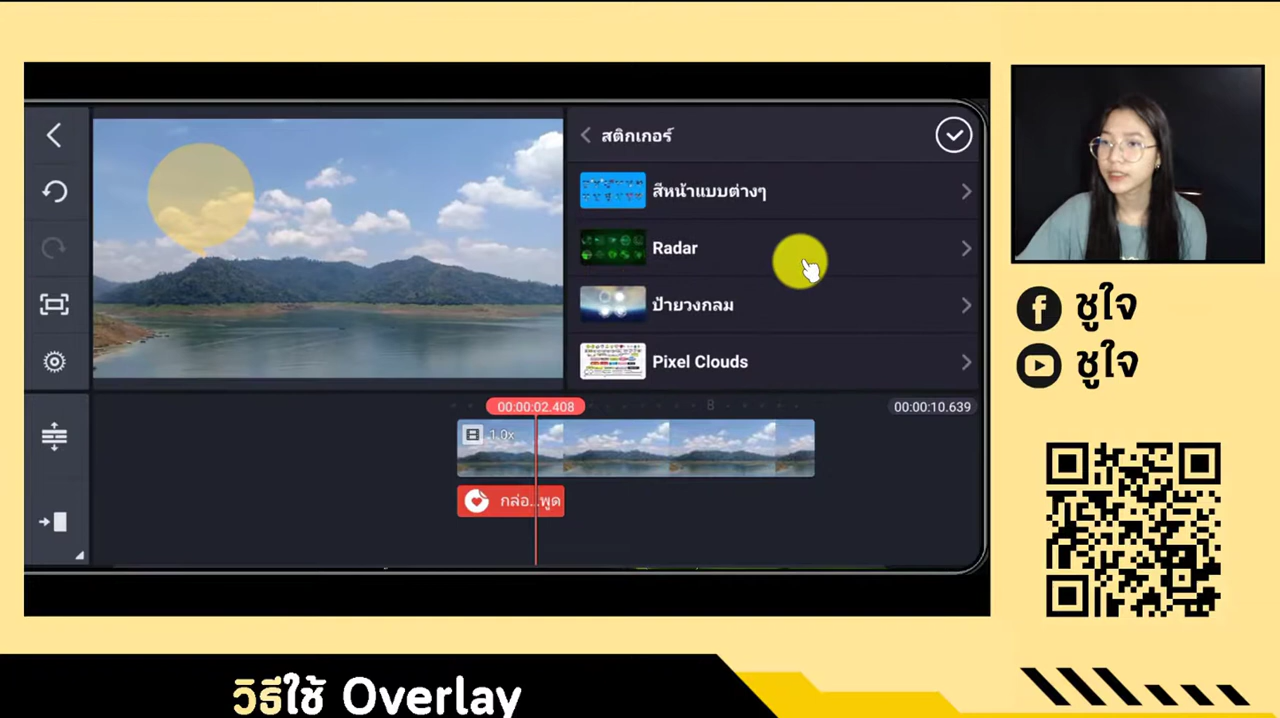 สติกเกอร์
สีหน้าแบบต่างๆ
Radar
ป้ายวงกลม
Pixel Clouds
00:00:02.408
00:00:10.639
1.0x
กล่อ...พูด
ชูใจ
ชูใจ
วิธีใช้ Overlay